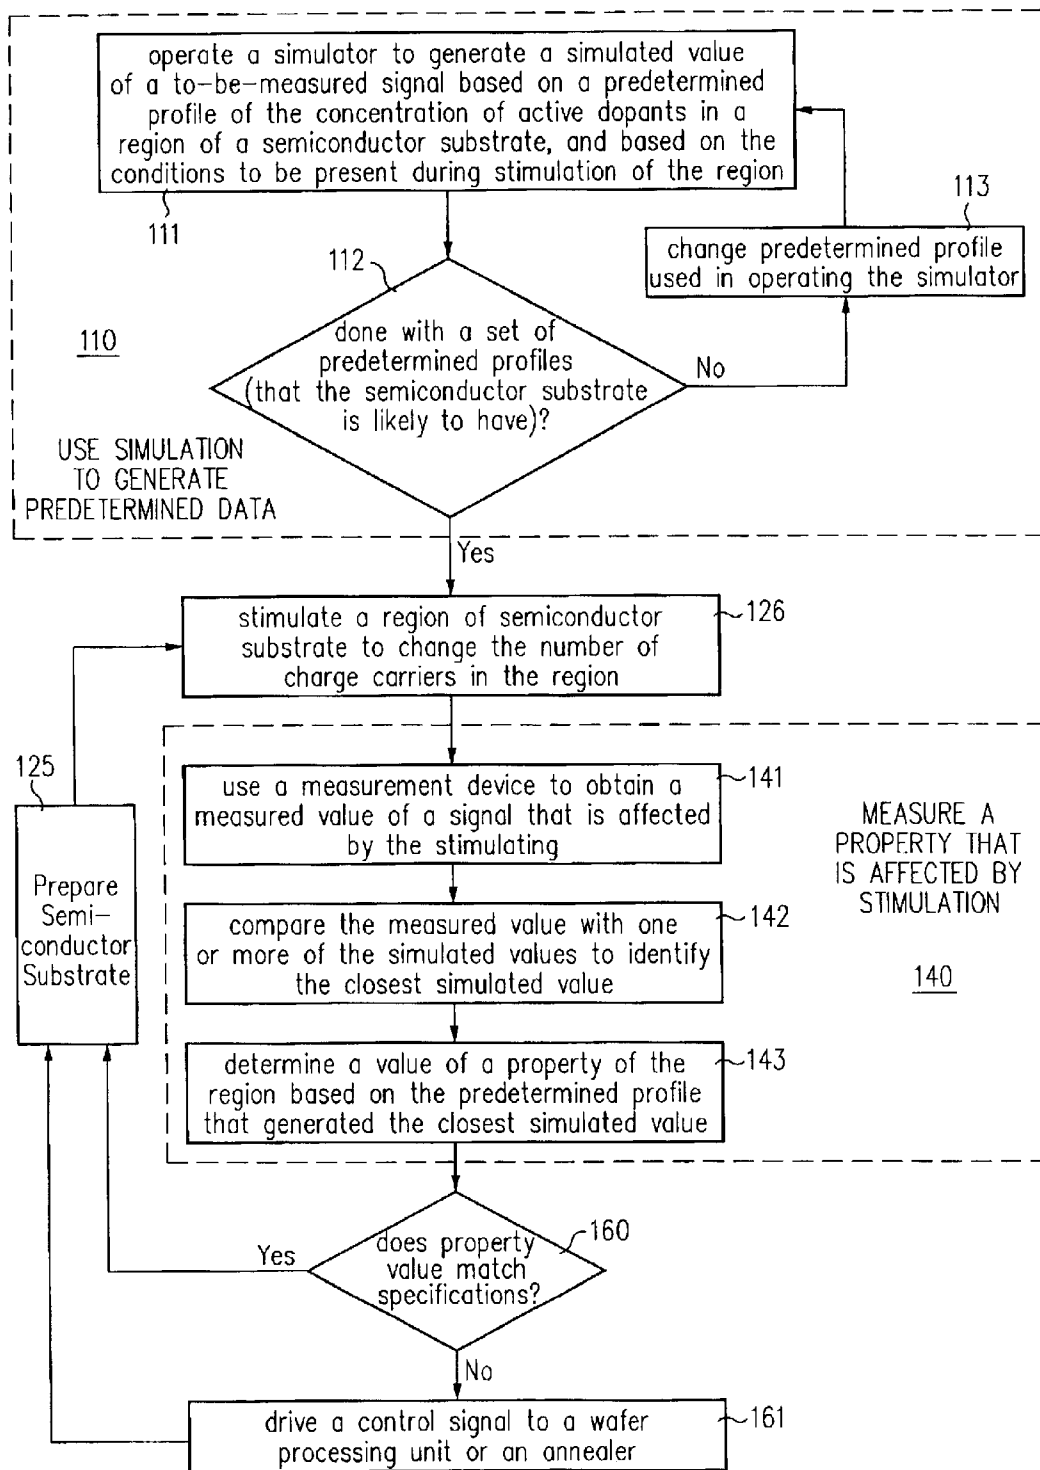 operate a simulator to generate a simulated value
of a to-be-measured signal based on a predetermined
profile of the concentration of active dopants in a
region of a semiconductor substrate, and based on the
conditions to be present during stimulation of the region
111
113
change predetermined profile
used in operating the simulator
112
done with a set of
predetermined profiles
(that the semiconductor substrate
is likely to have)?
No
110
USE SIMULATION
TO GENERATE
PREDETERMINED DATA
Yes
stimulate a region of semiconductor
substrate to change the number of
charge carriers in the region
126
125
Prepare
Semi-
conductor
Substrate
use a measurement device to obtain a
measured value of a signal that is affected
by the stimulating
141
MEASURE A
PROPERTY THAT
IS AFFECTED BY
STIMULATION
140
compare the measured value with one
or more of the simulated values to identify
the closest simulated value
142
determine a value of a property of the
region based on the predetermined profile
that generated the closest simulated value
143
does property
value match
specifications?
160
Yes
No
drive a control signal to a wafer
processing unit or an annealer
161